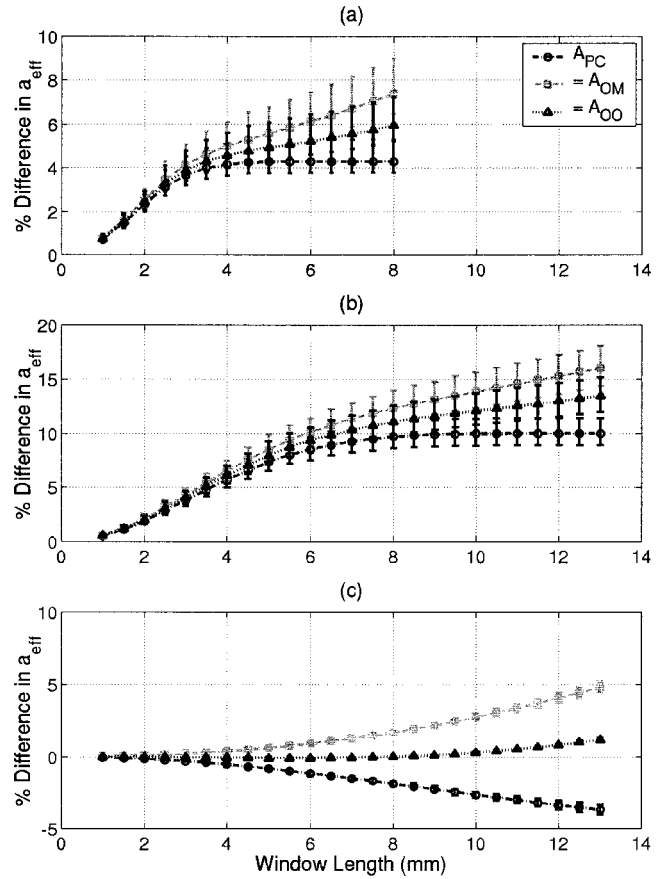 (a)
10
8
6
4
2
0
% Difference in a_eff
A_PC
= A_OM
= A_OO
0 2 4 6 8 10 12 14
(b)
20
15
10
5
0
% Difference in a_eff
0 2 4 6 8 10 12 14
(c)
10
5
0
-5
% Difference in a_eff
0 2 4 6 8 10 12 14
Window Length (mm)